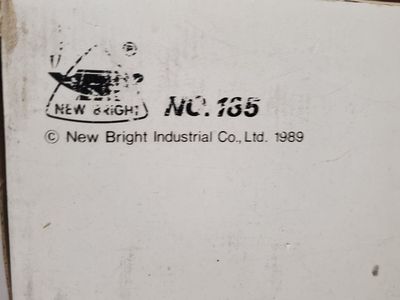 ®
NEW BRIGHT NO. 185
© New Bright Industrial Co., Ltd. 1989